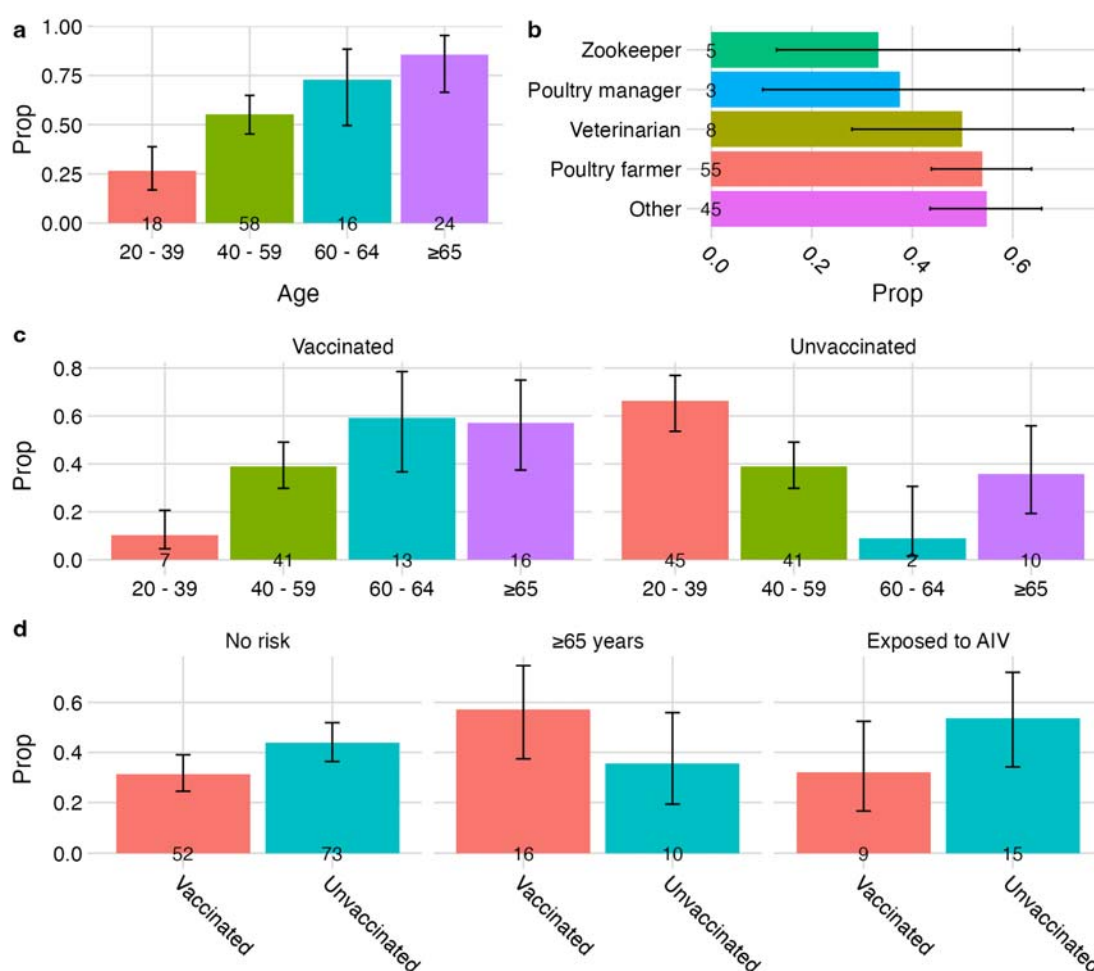 a
Prop
1.00
0.75
0.50
0.25
0.00
18 58 16 24
20 - 39 40 - 59 60 - 64 ≥65
Age
b
Zookeeper 5
Poultry manager 3
Veterinarian 8
Poultry farmer 55
Other 45
0.0 0.2 0.4 0.6
Prop
c
Vaccinated Unvaccinated
Prop
0.8
0.6
0.4
0.2
0.0
7 41 13 16 45 41 2 10
20 - 39 40 - 59 60 - 64 ≥65 20 - 39 40 - 59 60 - 64 ≥65
d
No risk ≥65 years Exposed to AIV
Prop
0.6
0.4
0.2
0.0
52 73 16 10 9 15
Vaccinated Unvaccinated Vaccinated Unvaccinated Vaccinated Unvaccinated